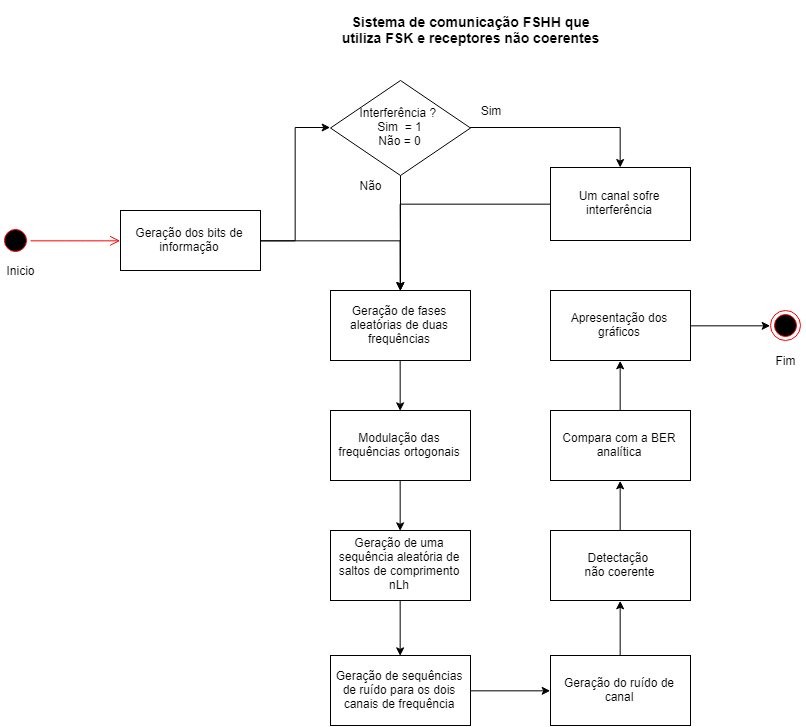 Sistema de comunicação FSHH que
utiliza FSK e receptores não coerentes
Interferência ?
Sim = 1
Não = 0
Sim
Não
Um canal sofre
interferência
Geração dos bits de
informação
Inicio
Geração de fases
aleatórias de duas
frequências
Modulação das
frequências ortogonais
Geração de uma
sequência aleatória de
saltos de comprimento
nLh
Geração de sequências
de ruído para os dois
canais de frequência
Geração do ruído de
canal
Detectação
não coerente
Compara com a BER
analítica
Apresentação dos
gráficos
Fim